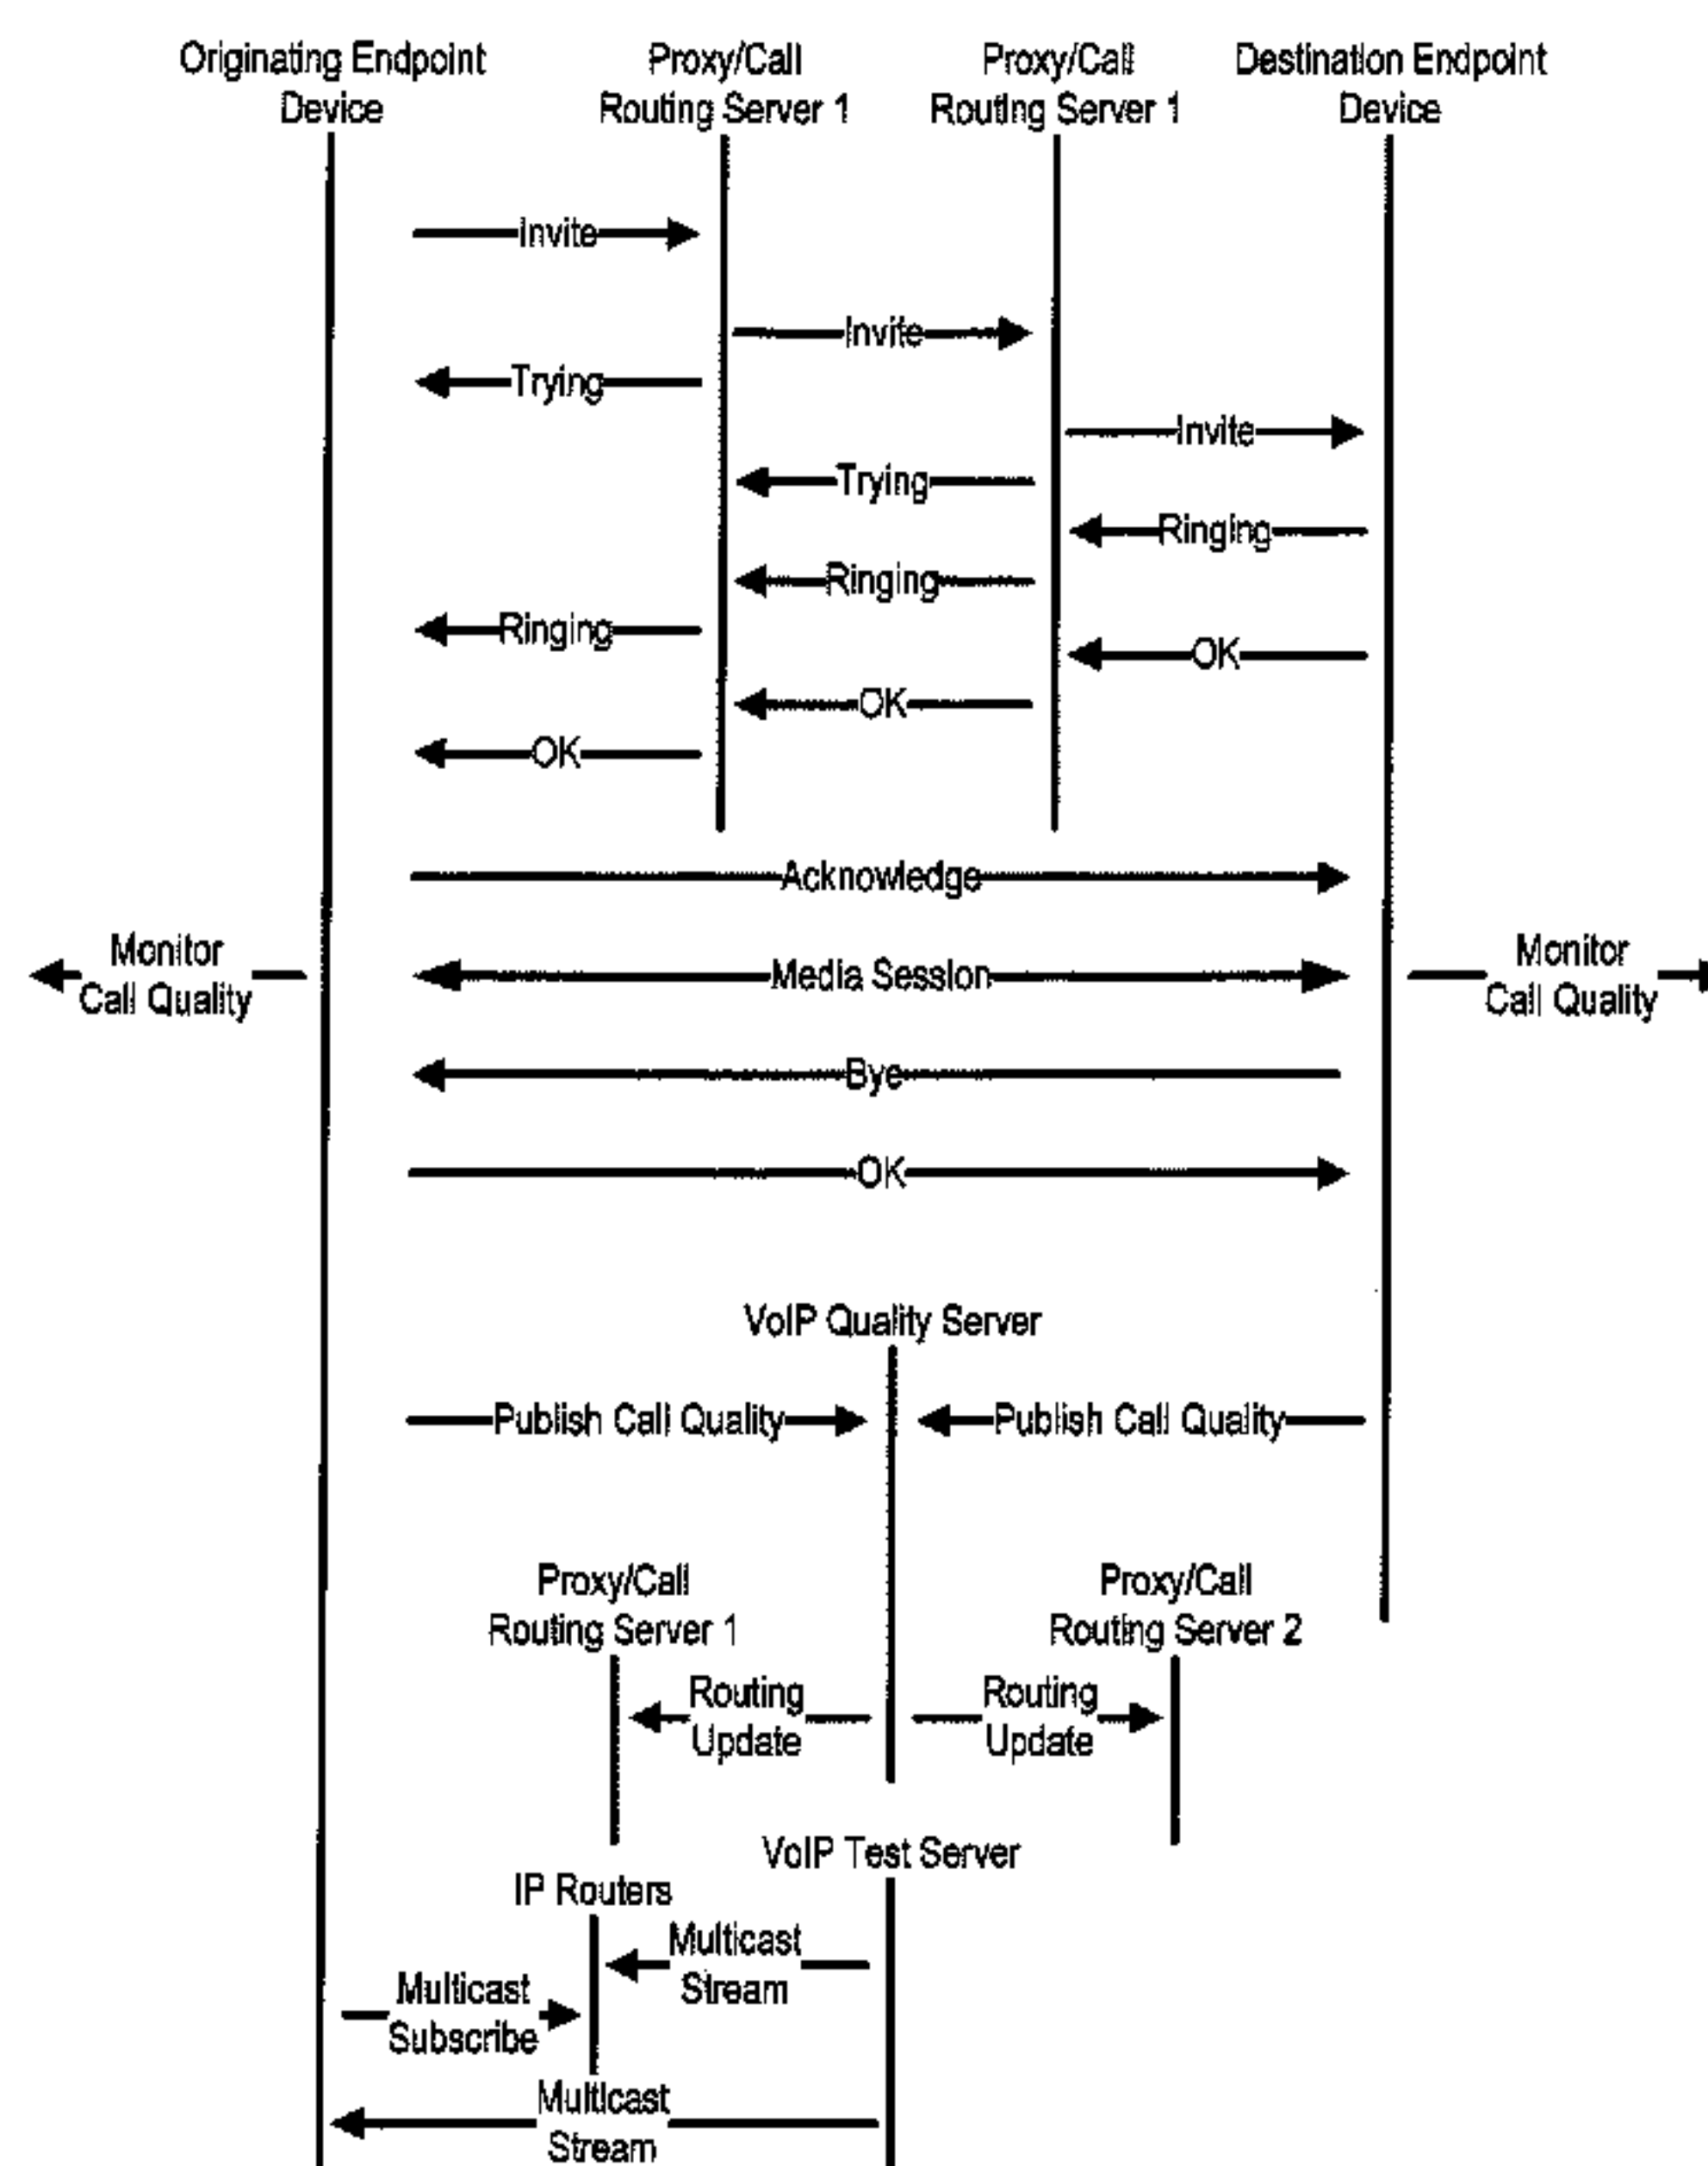 Originating Endpoint
Device
Proxy/Call
Routing Server 1
Proxy/Call
Routing Server 1
Destination Endpoint
Device
Invite
Invite
Trying
Invite
Trying
Ringing
Ringing
Ringing
OK
OK
OK
Acknowledge
Monitor
Call Quality
Media Session
Monitor
Call Quality
Bye
OK
VoIP Quality Server
Publish Call Quality
Publish Call Quality
Proxy/Call
Routing Server 1
Proxy/Call
Routing Server 2
Routing
Update
Routing
Update
VoIP Test Server
IP Routers
Multicast
Stream
Multicast
Subscribe
Multicast
Stream